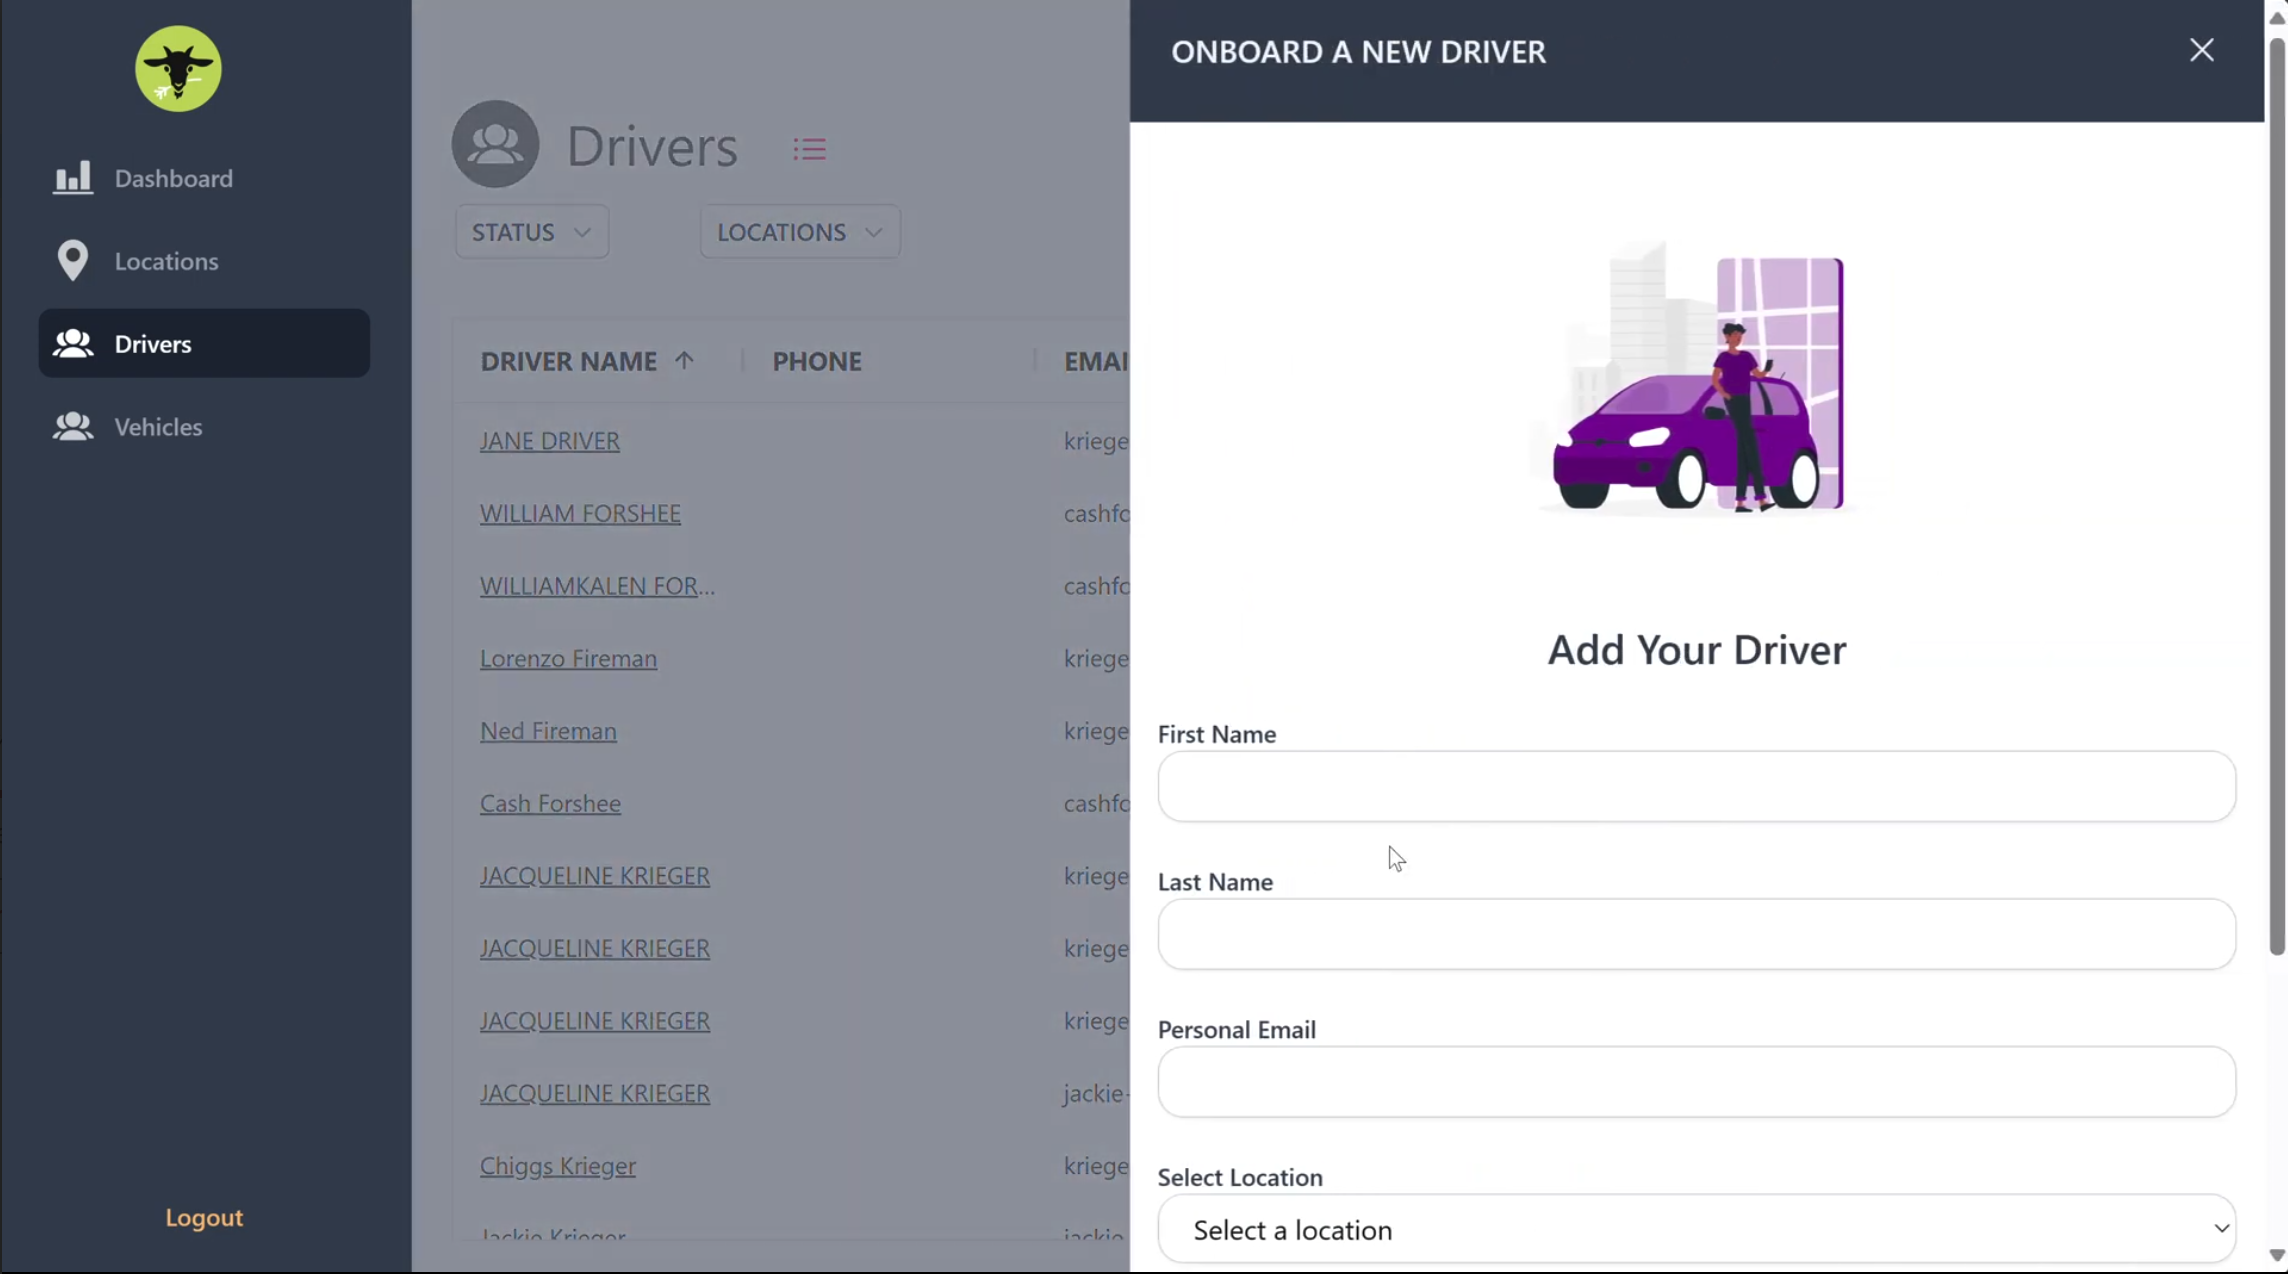 Dashboard
Locations
Drivers
Vehicles
Logout
Drivers
STATUS
LOCATIONS
DRIVER NAME
PHONE
EMAI
JANE DRIVER
kriege
WILLIAM FORSHEE
cashfo
WILLIAMKALEN FOR...
cashfo
Lorenzo Fireman
kriege
Ned Fireman
kriege
Cash Forshee
cashfo
JACQUELINE KRIEGER
kriege
JACQUELINE KRIEGER
kriege
JACQUELINE KRIEGER
kriege
JACQUELINE KRIEGER
jackie-
Chiggs Krieger
kriege
Jackie Krieger
jackie
ONBOARD A NEW DRIVER
Add Your Driver
First Name
Last Name
Personal Email
Select Location
Select a location